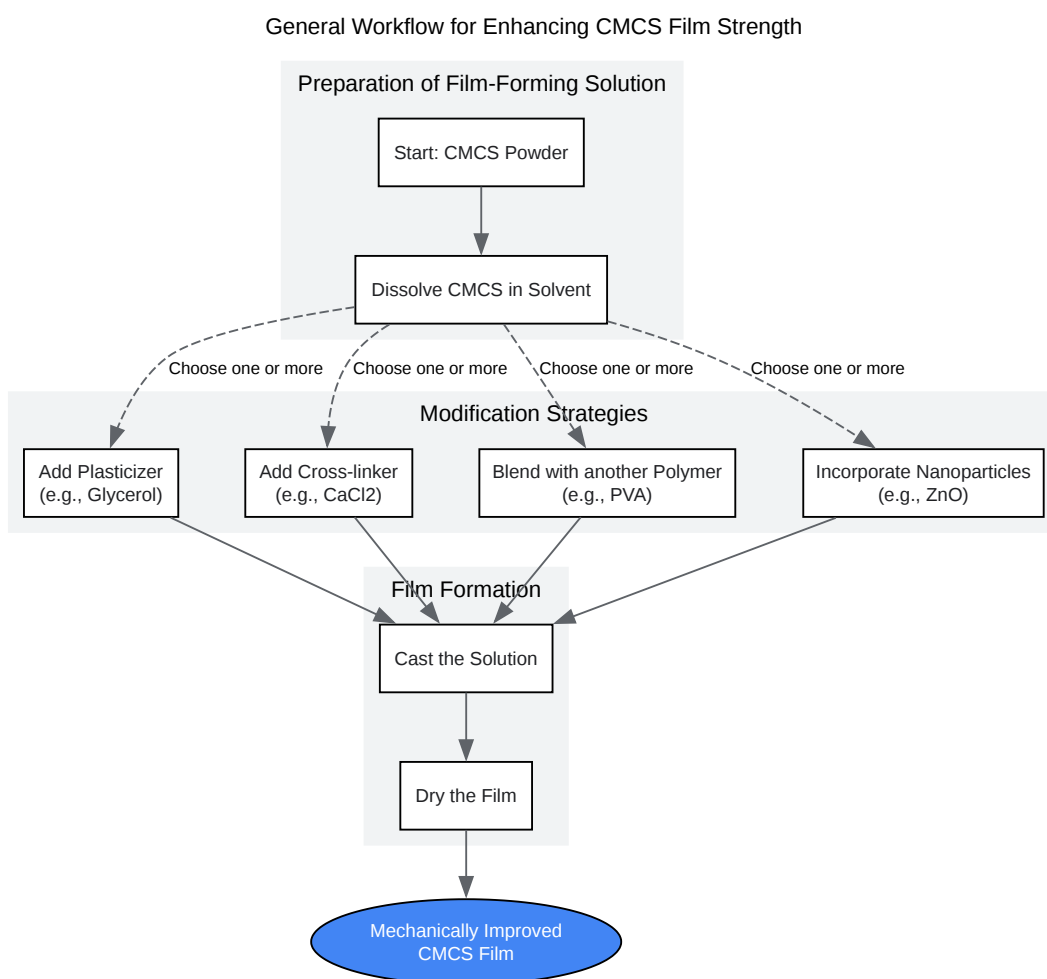 General Workflow for Enhancing CMCS Film Strength
Preparation of Film-Forming Solution
Start: CMCS Powder
Dissolve CMCS in Solvent
Choose one or more
Choose one or more
Choose one or more
Choose one or more
Modification Strategies
Add Plasticizer
(e.g., Glycerol)
Add Cross-linker
(e.g., CaCl2)
Blend with another Polymer
(e.g., PVA)
Incorporate Nanoparticles
(e.g., ZnO)
Film Formation
Cast the Solution
Dry the Film
Mechanically Improved
CMCS Film